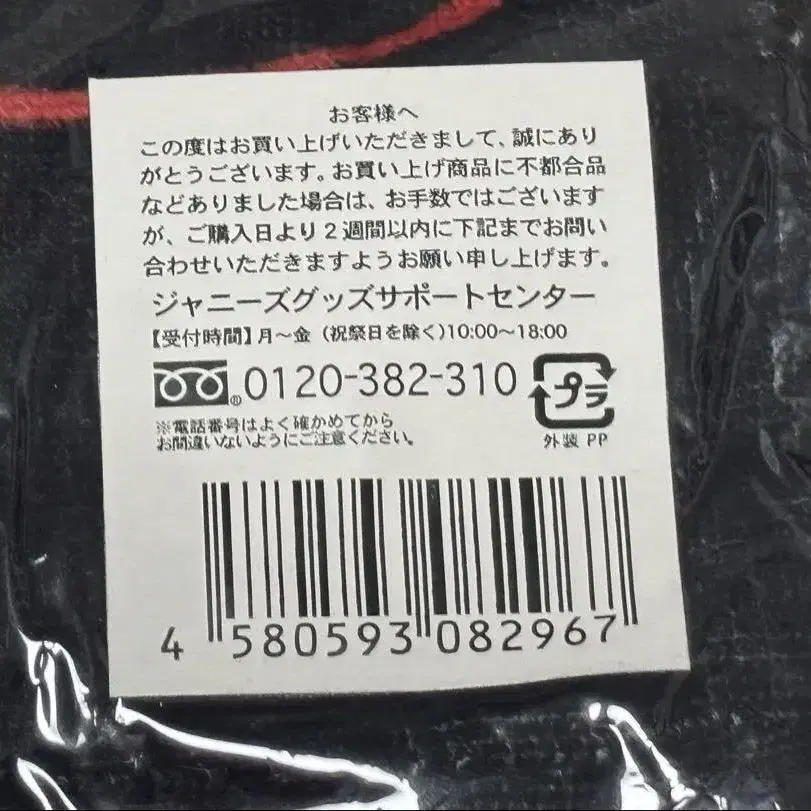 お客様へ
この度はお買い上げいただきまして、誠にあり
がとうございます。お買い上げ商品に不都合品
などありました場合は、お手数ではございます
が、ご購入日より2週間以内に下記までお問い
合わせいただきますようお願い申し上げます。
ジャニーズグッズサポートセンター
【受付時間】月〜金（祝祭日を除く)10:00〜18:00
®0120-382-310
プラ
※電話番号はよく確かめてから
お間違いないようにご注意ください。
外装 PP
4 580593 082967